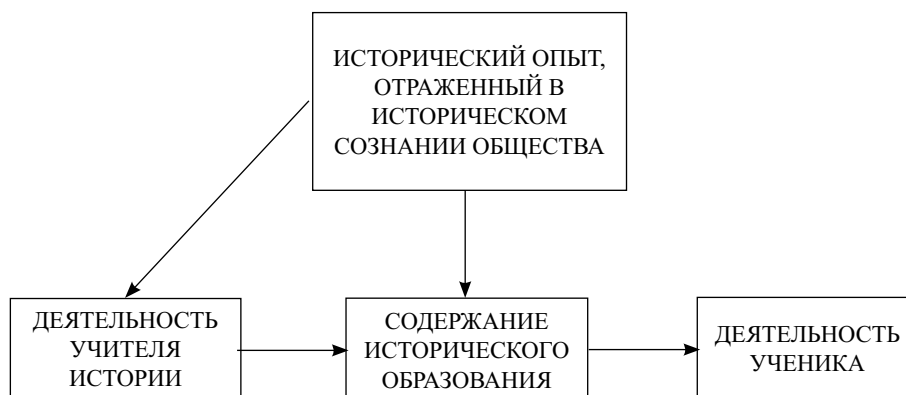 ИСТОРИЧЕСКИЙ ОПЫТ,
ОТРАЖЕННЫЙ В
ИСТОРИЧЕСКОМ
СОЗНАНИИ ОБЩЕСТВА
ДЕЯТЕЛЬНОСТЬ
УЧИТЕЛЯ
ИСТОРИИ
СОДЕРЖАНИЕ
ИСТОРИЧЕСКОГО
ОБРАЗОВАНИЯ
ДЕЯТЕЛЬНОСТЬ
УЧЕНИКА